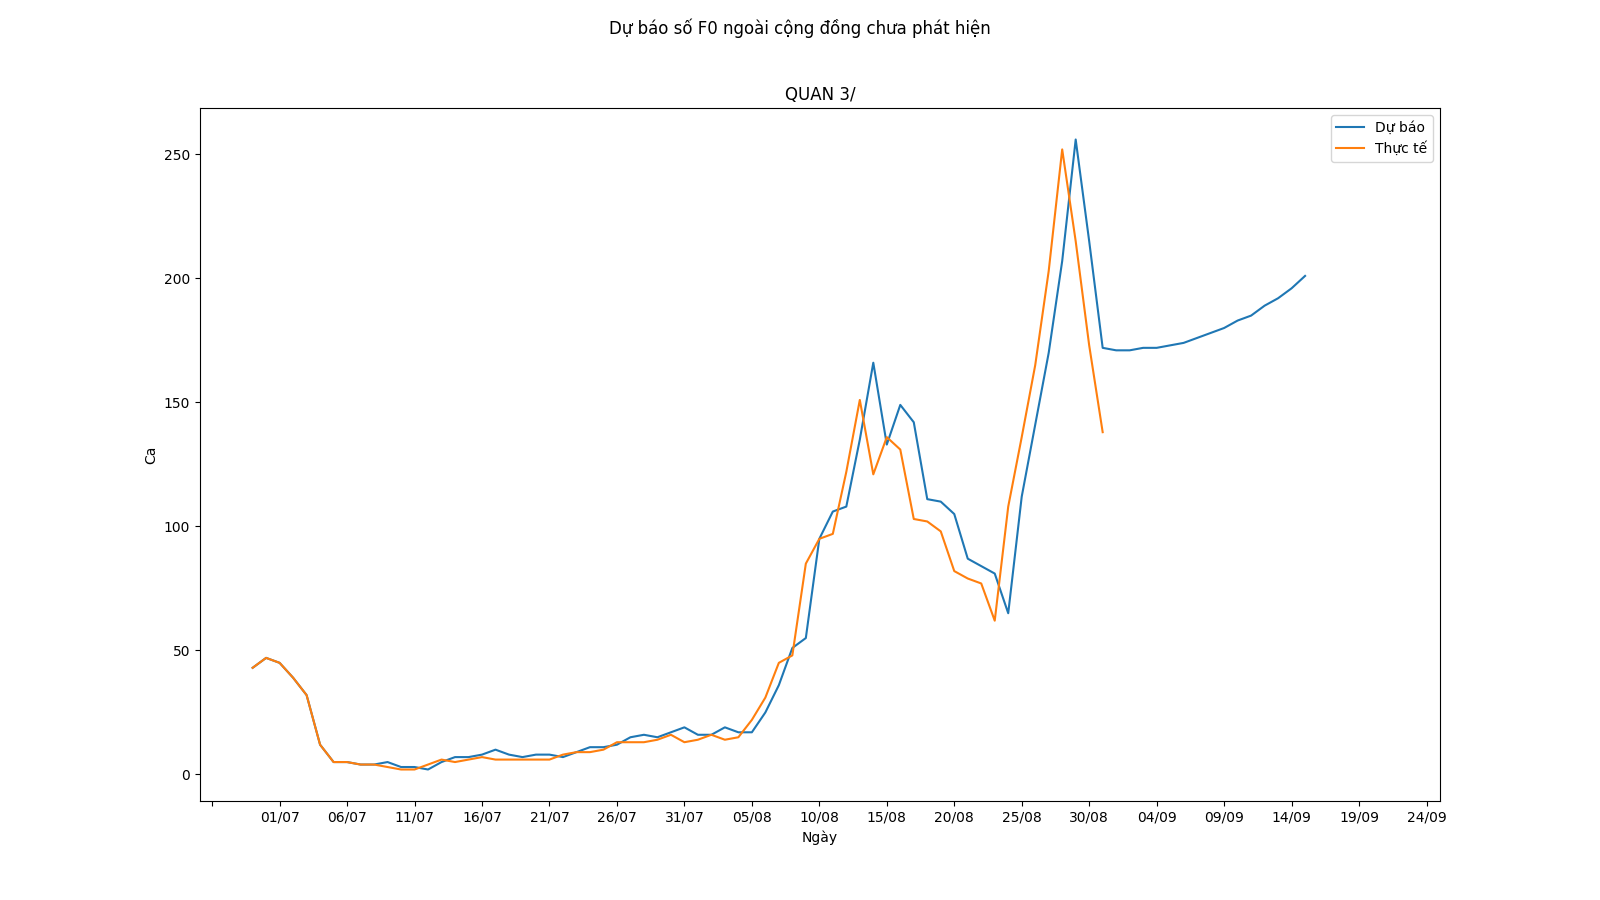 Dự báo số F0 ngoài cộng đồng chưa phát hiện
QUAN 3/
Dự báo
Thực tế
250
200
150
100
50
0
Ca
01/07 06/07 11/07 16/07 21/07 26/07 31/07 05/08 10/08 15/08 20/08 25/08 30/08 04/09 09/09 14/09 19/09 24/09
Ngày